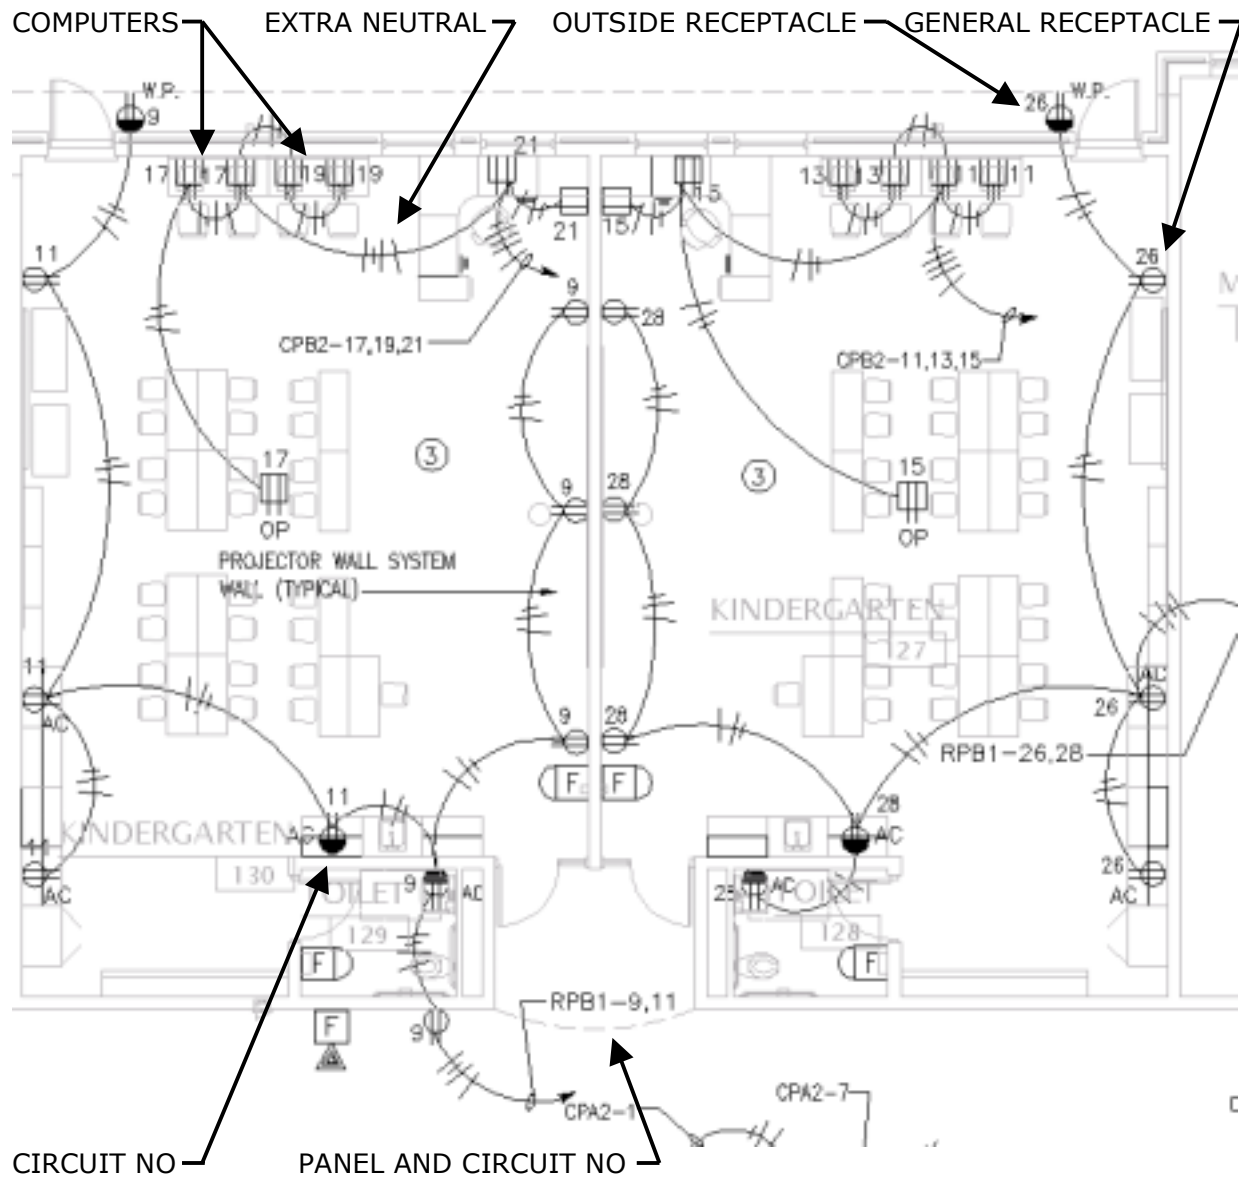 COMPUTERS
EXTRA NEUTRAL
OUTSIDE RECEPTACLE
GENERAL RECEPTACLE
W.P.
9
26
W.P.
17
17
19
19
21
21
15
15
13
13
11
11
11
26
9
28
CPB2-17,19,21
CPB2-11,13,15
3
3
17
OP
15
OP
9
28
PROJECTOR WALL SYSTEM
WALL (TYPICAL)
KINDERGARTEN
127
11
AC
AC
26
9
28
RPB1-26,28
F
F
11
AC
28
AC
1
1
KINDERGARTEN
130
11
AC
9
28
AC
26
AC
129
128
F
F
RPB1-9,11
F
9
CPA2-1
CPA2-7
CIRCUIT NO
PANEL AND CIRCUIT NO